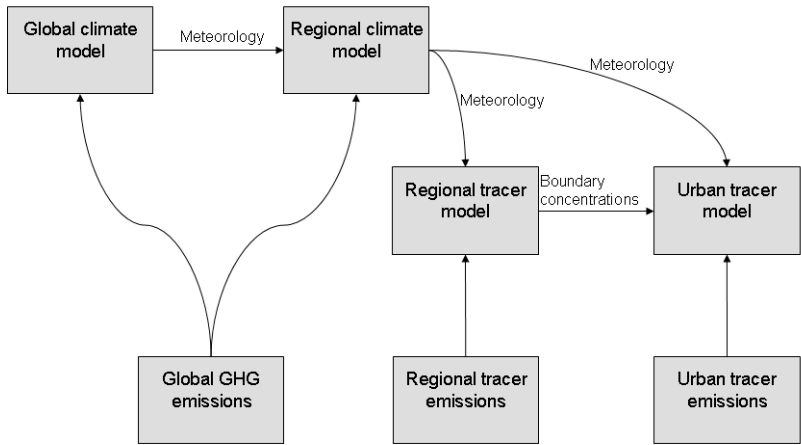 Global climate
model
Meteorology
Regional climate
model
Meteorology
Meteorology
Regional tracer
model
Boundary
concentrations
Urban tracer
model
Global GHG
emissions
Regional tracer
emissions
Urban tracer
emissions